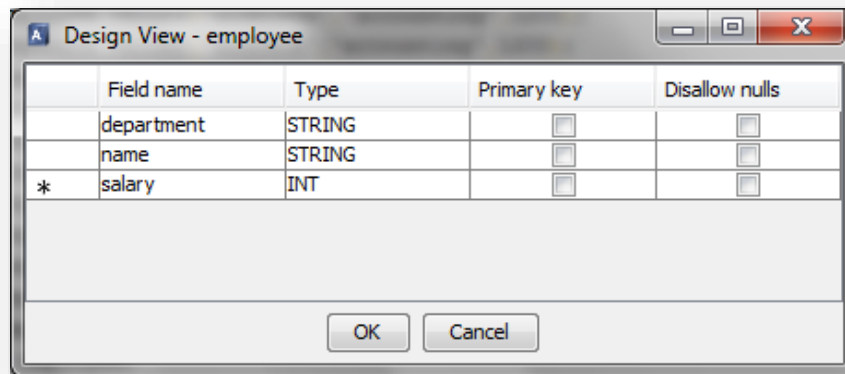 Design View - employee
Field name Type Primary key Disallow nulls
department STRING
name STRING
* salary INT
OK Cancel